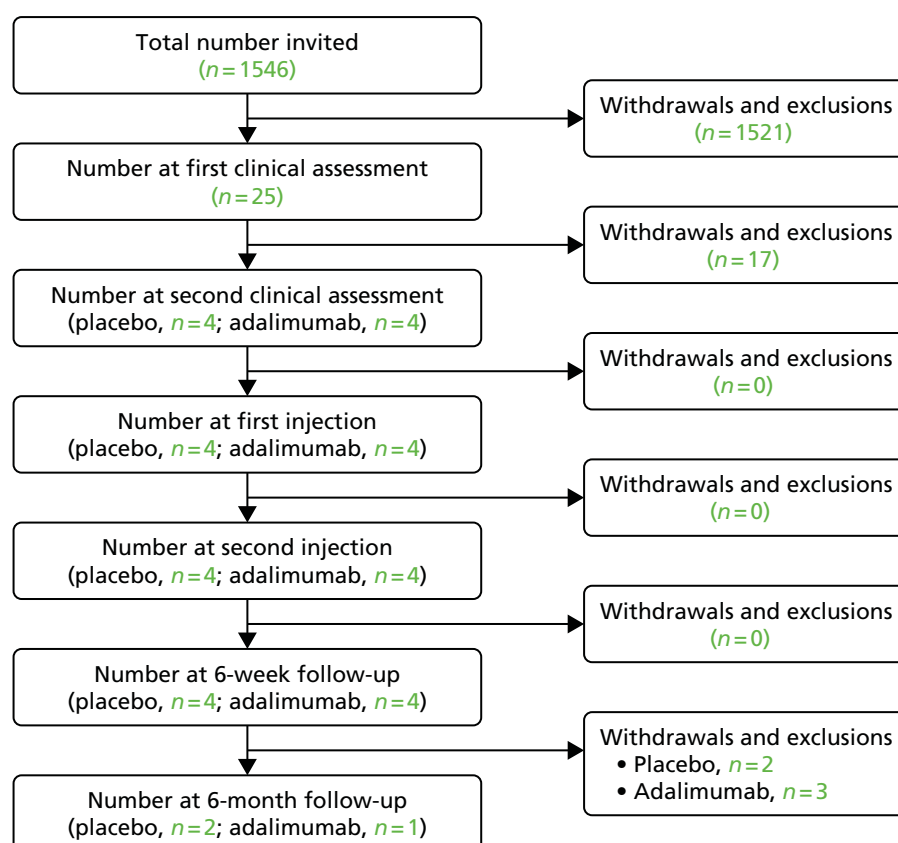 Total number invited
(n=1546)
Withdrawals and exclusions
(n=1521)
Number at first clinical assessment
(n=25)
Withdrawals and exclusions
(n=17)
Number at second clinical assessment
(placebo, n=4; adalimumab, n=4)
Withdrawals and exclusions
(n=0)
Number at first injection
(placebo, n=4; adalimumab, n=4)
Withdrawals and exclusions
(n=0)
Number at second injection
(placebo, n=4; adalimumab, n=4)
Withdrawals and exclusions
(n=0)
Number at 6-week follow-up
(placebo, n=4; adalimumab, n=4)
Withdrawals and exclusions
• Placebo, n=2
• Adalimumab, n=3
Number at 6-month follow-up
(placebo, n=2; adalimumab, n=1)